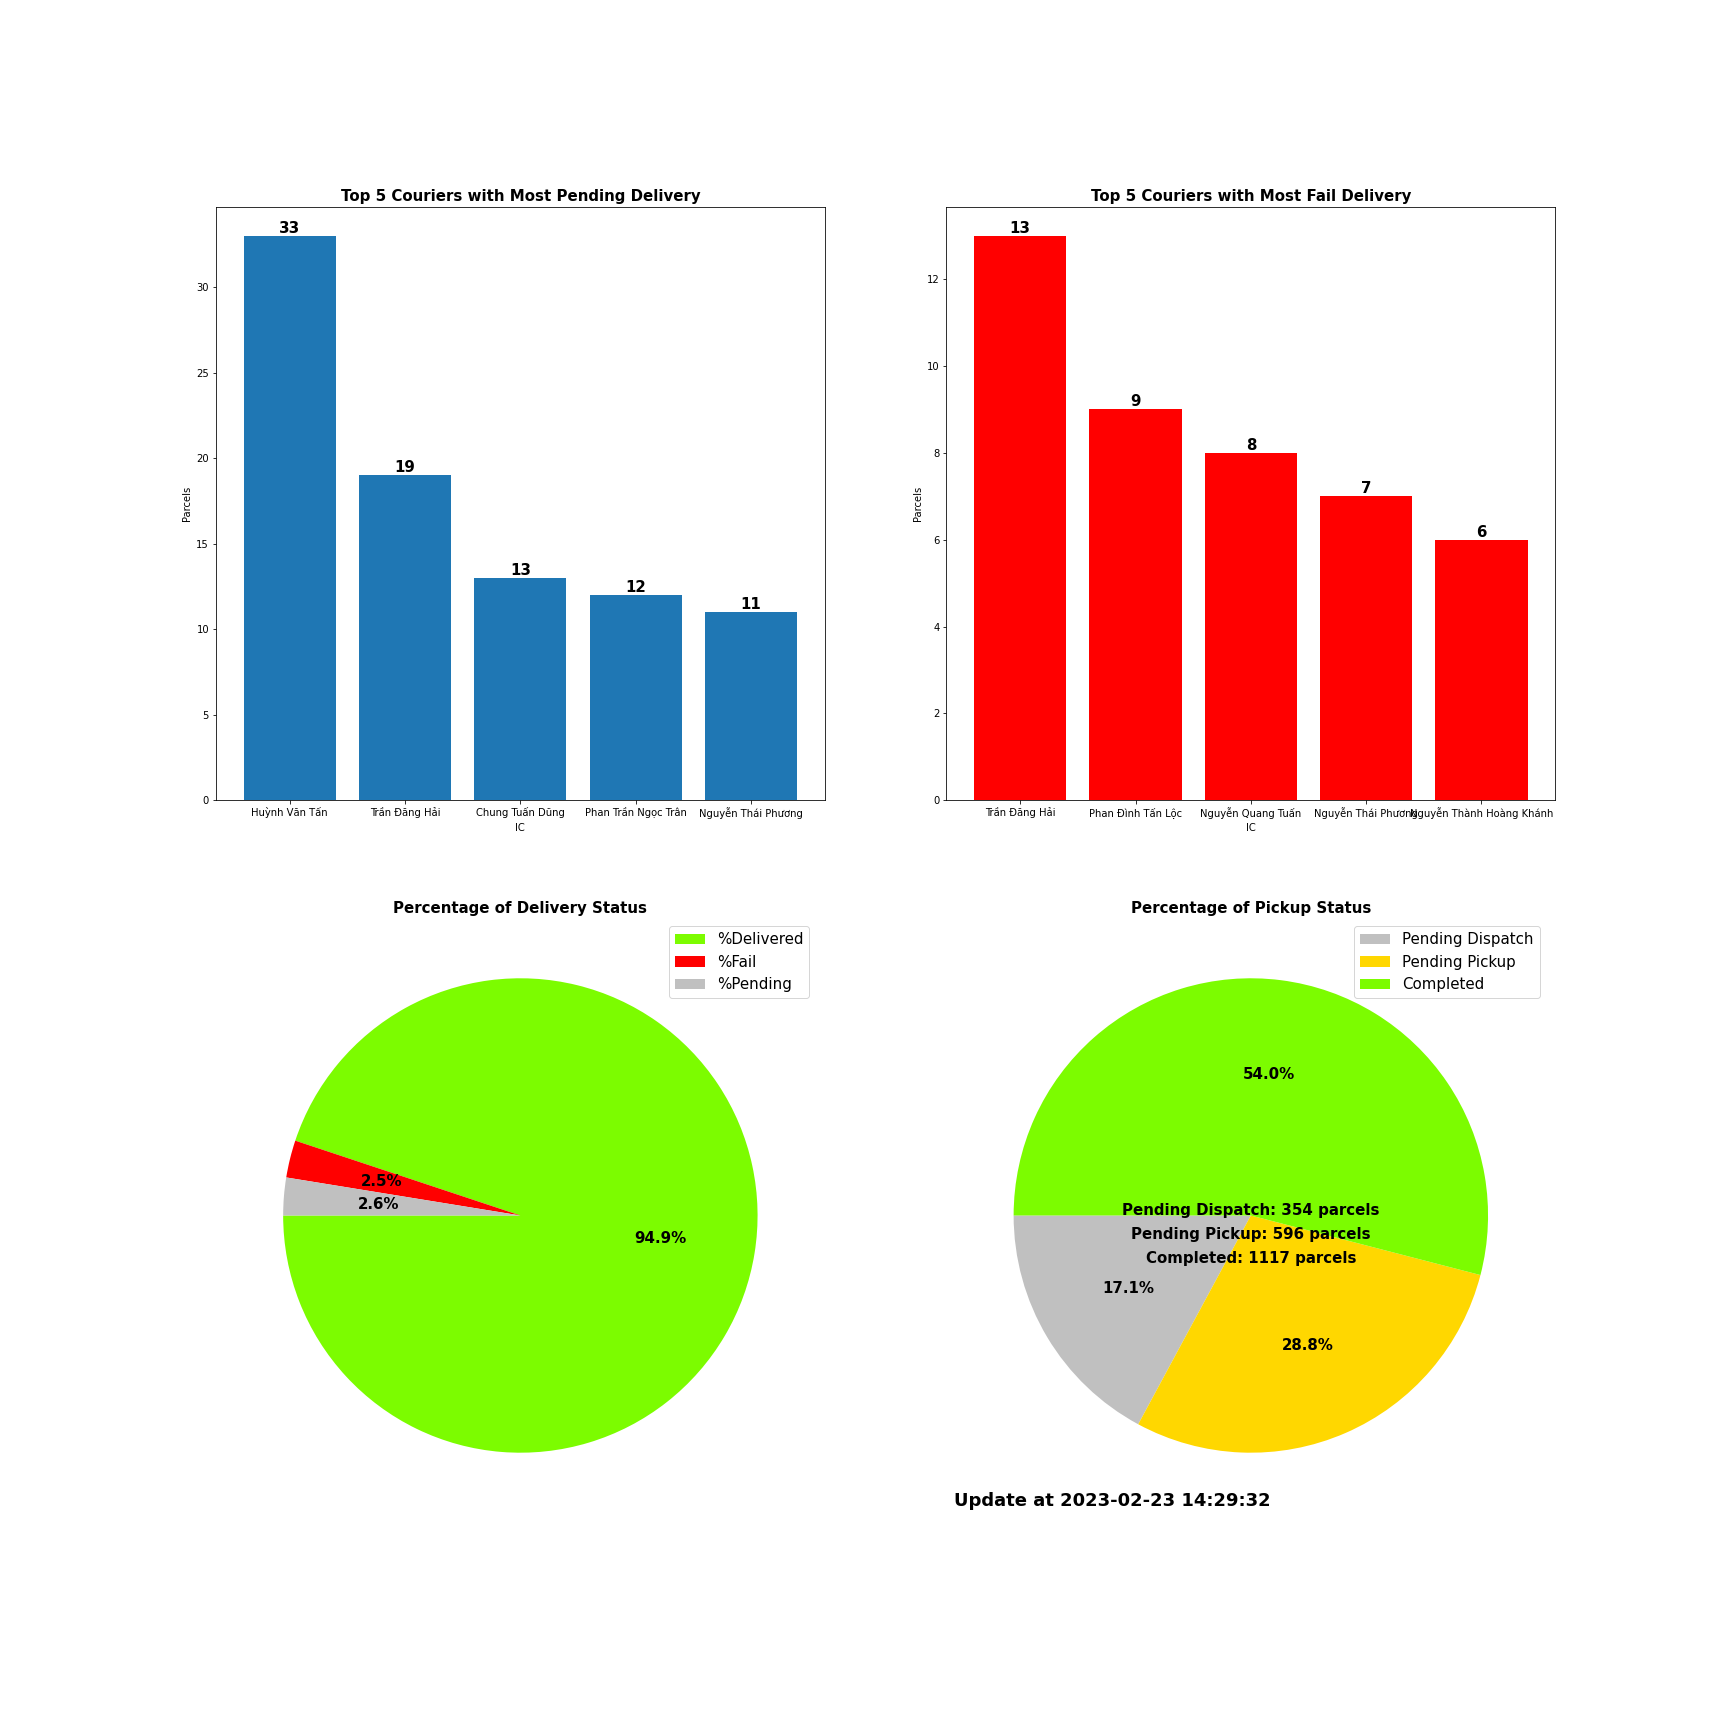 Top 5 Couriers with Most Pending Delivery
33
19
13
12
11
30
25
20
15
10
5
0
Parcels
Huỳnh Văn Tấn
Trần Đăng Hải
Chung Tuấn Dũng
Phan Trần Ngọc Trân
Nguyễn Thái Phương
IC
Top 5 Couriers with Most Fail Delivery
13
9
8
7
6
12
10
8
6
4
2
0
Parcels
Trần Đăng Hải
Phan Đình Tấn Lộc
Nguyễn Quang Tuấn
Nguyễn Thái Phương
Nguyễn Thành Hoàng Khánh
IC
Percentage of Delivery Status
%Delivered
%Fail
%Pending
2.5%
2.6%
94.9%
Percentage of Pickup Status
Pending Dispatch
Pending Pickup
Completed
54.0%
Pending Dispatch: 354 parcels
Pending Pickup: 596 parcels
Completed: 1117 parcels
17.1%
28.8%
Update at 2023-02-23 14:29:32